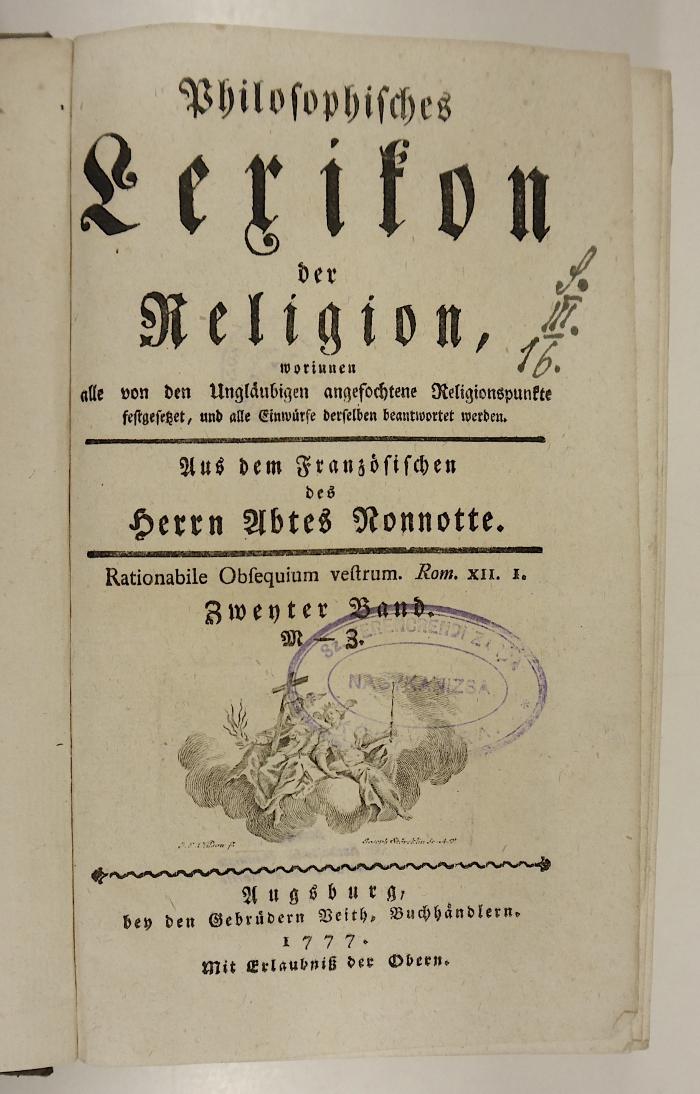 Philosophisches
Lexikon
der
Religion,
worinnen
alle von den Ungläubigen angefochtene Religionspunkte
festgesetzet, und alle Einwürfe derselben beantwortet werden.
S.
III.
16.
Aus dem Französischen
des
Herrn Abtes Nonnotte.
Rationabile Obsequium vestrum. Rom. XII. 1.
Zweyter Band.
M — Z.
NAGYKANIZSA
Augsburg,
bey den Gebrüdern Veith, Buchhändlern.
1777.
Mit Erlaubniß der Obern.